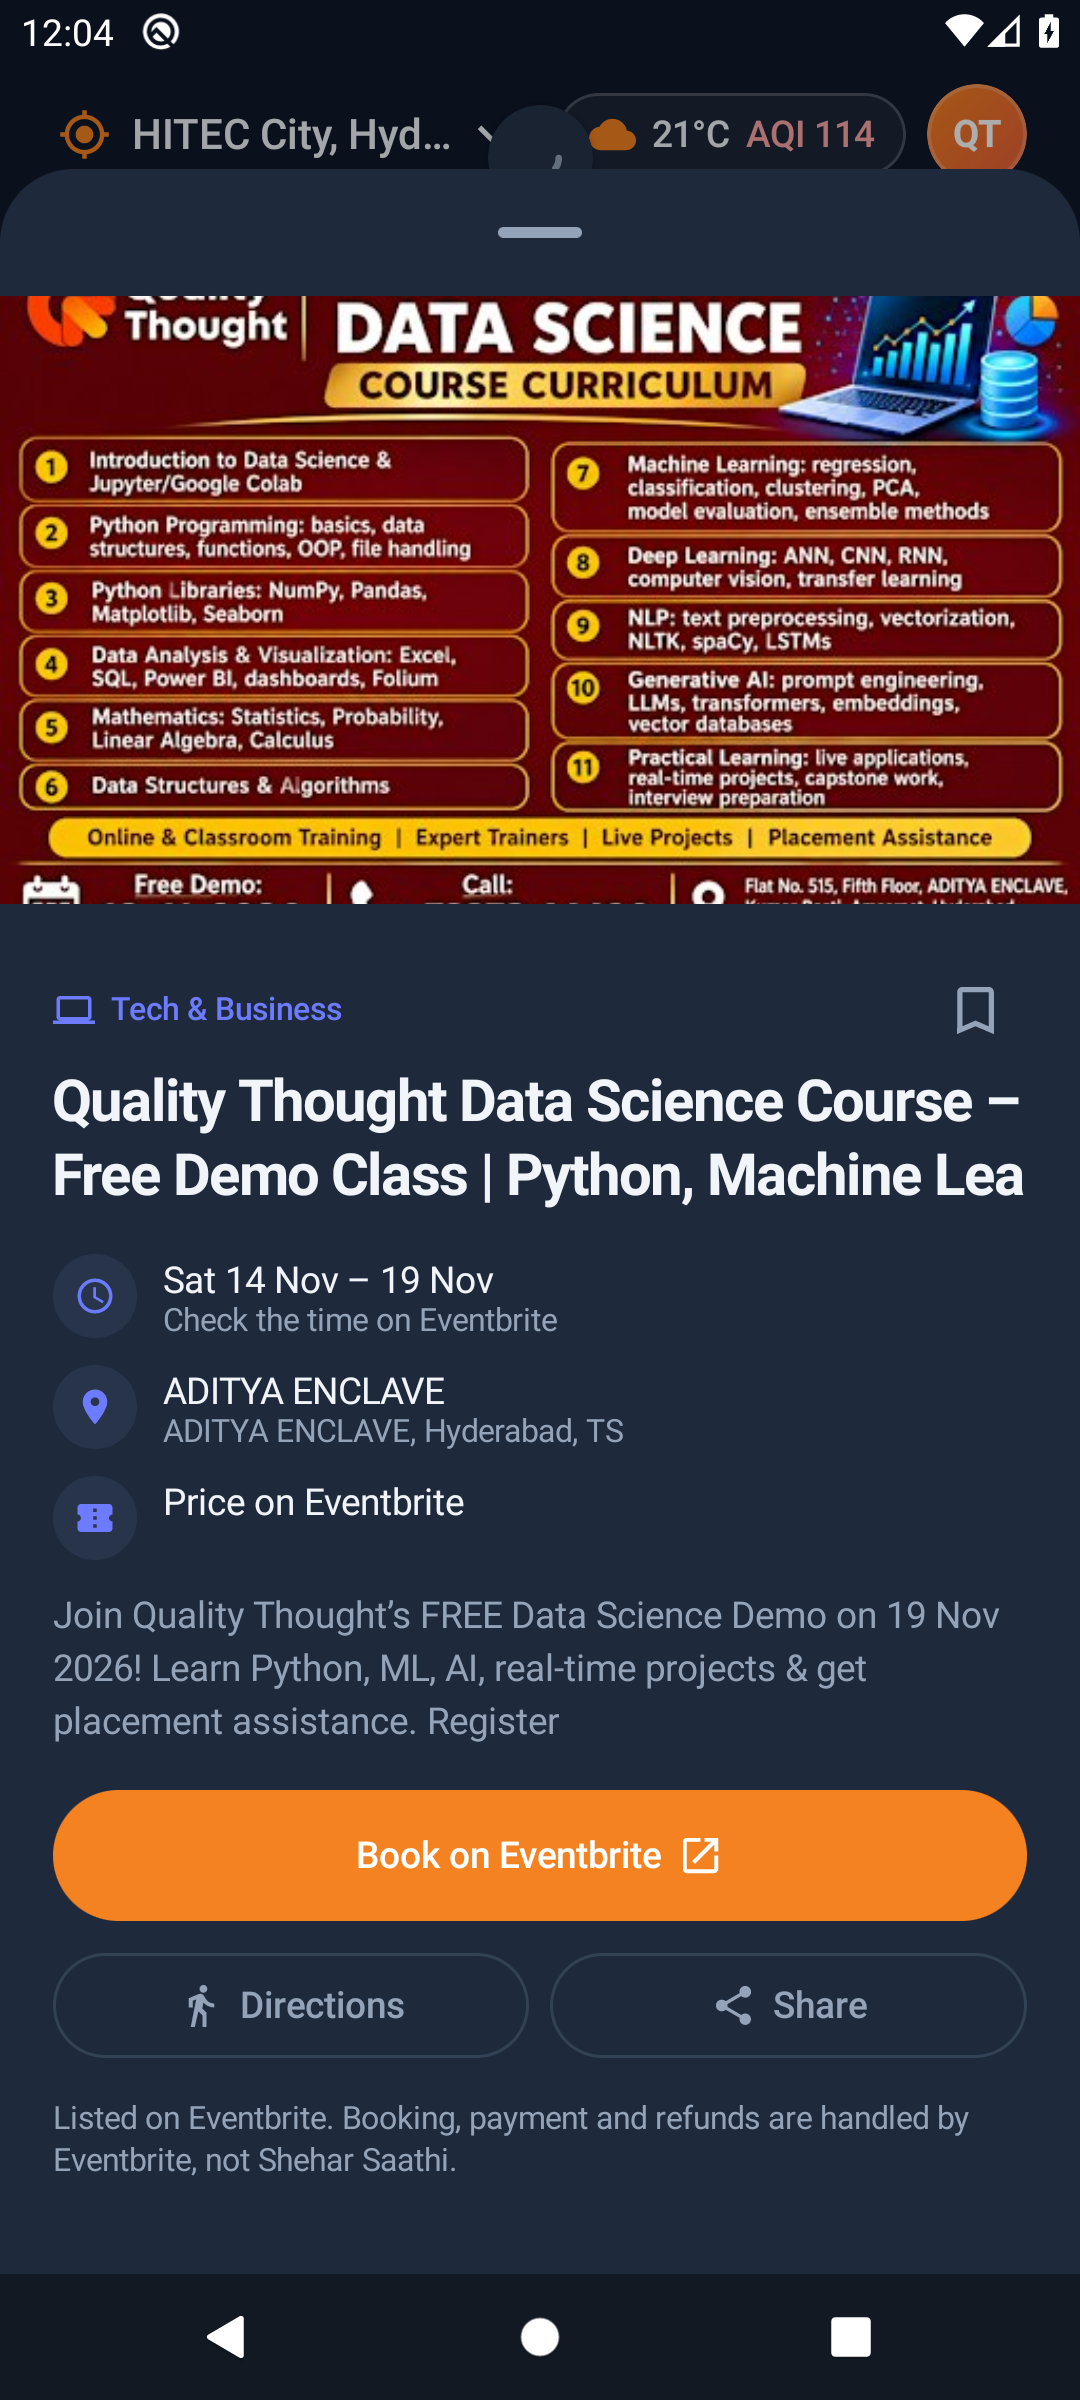 12:04
HITEC City, Hyd...
21°C AQI 114
QT
Quality
Thought
DATA SCIENCE
COURSE CURRICULUM
1 Introduction to Data Science &
Jupyter/Google Colab
2 Python Programming: basics, data
structures, functions, OOP, file handling
3 Python Libraries: NumPy, Pandas,
Matplotlib, Seaborn
4 Data Analysis & Visualization: Excel,
SQL, Power BI, dashboards, Folium
5 Mathematics: Statistics, Probability,
Linear Algebra, Calculus
6 Data Structures & Algorithms
7 Machine Learning: regression,
classification, clustering, PCA,
model evaluation, ensemble methods
8 Deep Learning: ANN, CNN, RNN,
computer vision, transfer learning
9 NLP: text preprocessing, vectorization,
NLTK, spaCy, LSTMs
10 Generative AI: prompt engineering,
LLMs, transformers, embeddings,
vector databases
11 Practical Learning: live applications,
real-time projects, capstone work,
interview preparation
Online & Classroom Training | Expert Trainers | Live Projects | Placement Assistance
Free Demo:
Call:
Flat No. 515, Fifth Floor, ADITYA ENCLAVE,
Tech & Business
Quality Thought Data Science Course –
Free Demo Class | Python, Machine Lea
Sat 14 Nov – 19 Nov
Check the time on Eventbrite
ADITYA ENCLAVE
ADITYA ENCLAVE, Hyderabad, TS
Price on Eventbrite
Join Quality Thought’s FREE Data Science Demo on 19 Nov
2026! Learn Python, ML, AI, real-time projects & get
placement assistance. Register
Book on Eventbrite
Directions
Share
Listed on Eventbrite. Booking, payment and refunds are handled by
Eventbrite, not Shehar Saathi.